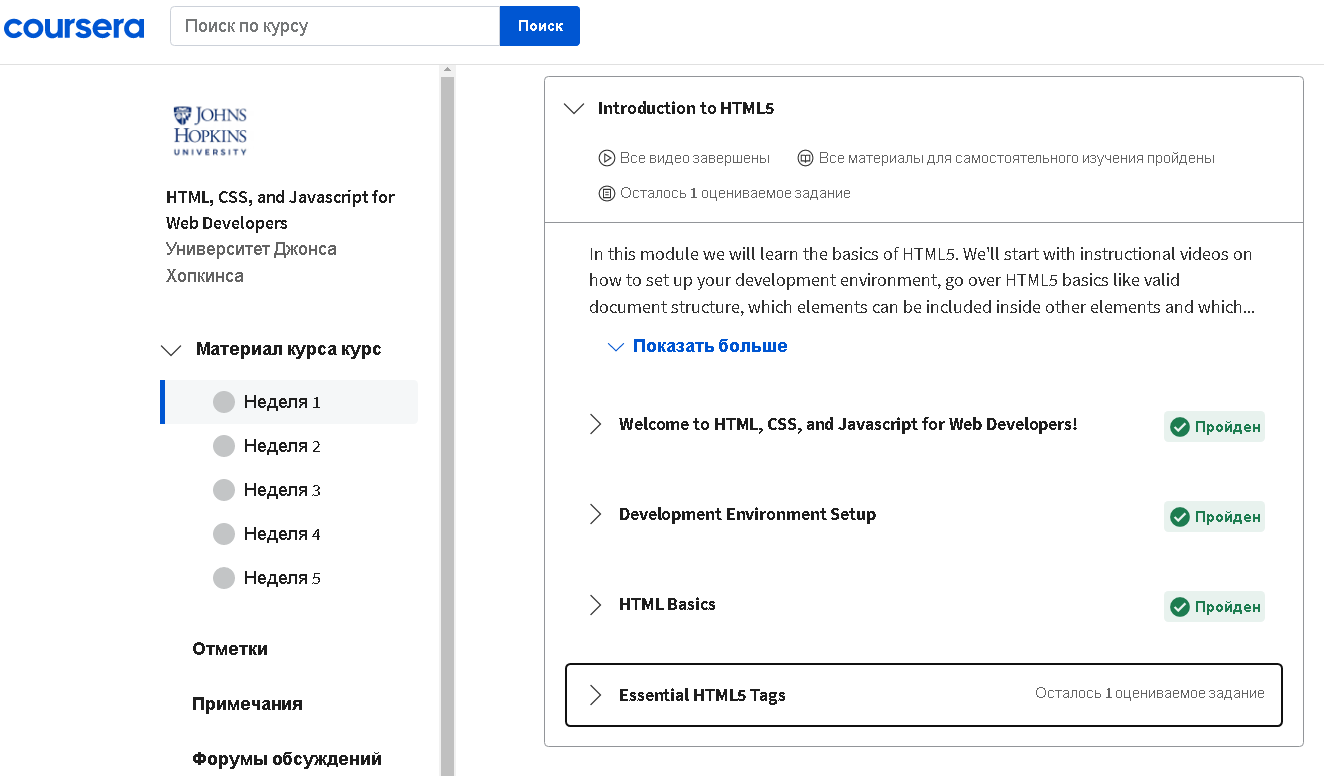 coursera
Поиск по курсу
Поиск
JOHNS
HOPKINS
UNIVERSITY
HTML, CSS, and Javascript for
Web Developers
Университет Джонса
Хопкинса
Материал курса курс
Неделя 1
Неделя 2
Неделя 3
Неделя 4
Неделя 5
Отметки
Примечания
Форумы обсуждений
Introduction to HTML5
Все видео завершены
Все материалы для самостоятельного изучения пройдены
Осталось 1 оцениваемое задание
In this module we will learn the basics of HTML5. We'll start with instructional videos on
how to set up your development environment, go over HTML5 basics like valid
document structure, which elements can be included inside other elements and which...
Показать больше
Welcome to HTML, CSS, and Javascript for Web Developers!
Пройден
Development Environment Setup
Пройден
HTML Basics
Пройден
Essential HTML5 Tags
Осталось 1 оцениваемое задание